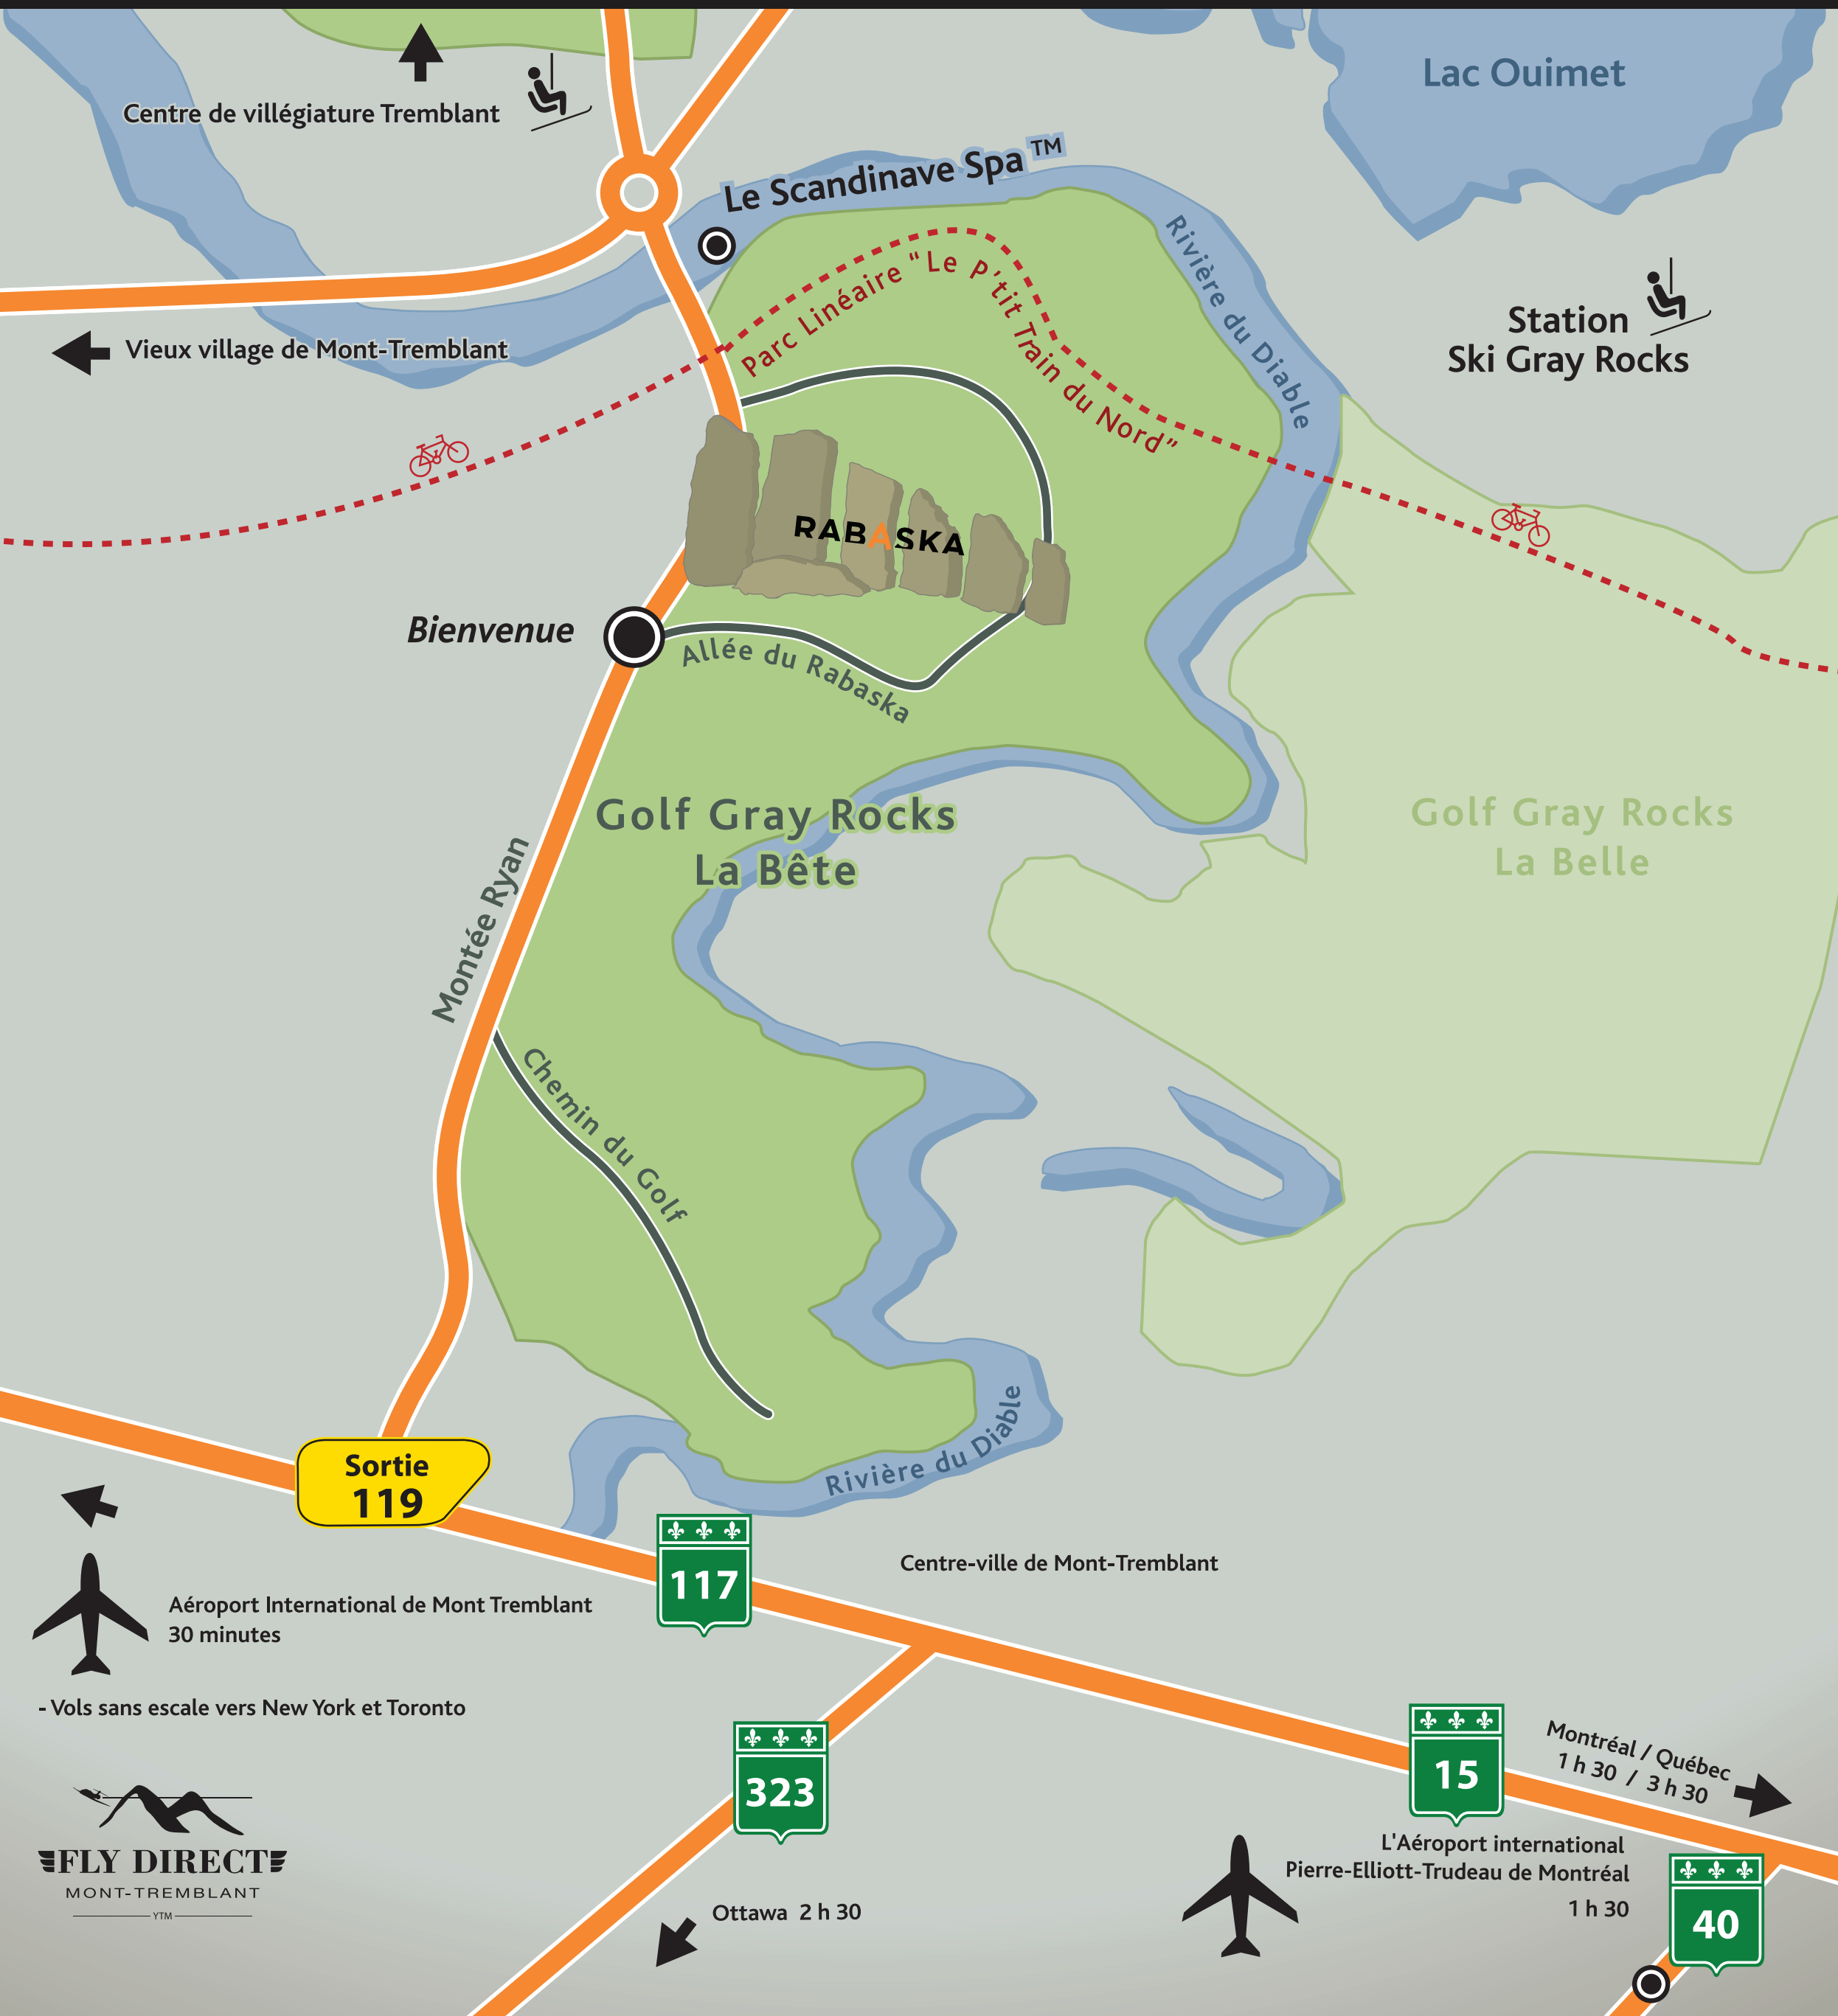 Lac Ouimet
Centre de villégiature Tremblant
Le Scandinave Spa™
Rivière du Diable
Parc Linéaire "Le P'tit Train du Nord"
Station
Ski Gray Rocks
Vieux village de Mont-Tremblant
RABASKA
Bienvenue
Allée du Rabaska
Golf Gray Rocks
La Bête
Golf Gray Rocks
La Belle
Montée Ryan
Chemin du Golf
Rivière du Diable
Sortie
119
117
Centre-ville de Mont-Tremblant
Aéroport International de Mont Tremblant
30 minutes
- Vols sans escale vers New York et Toronto
323
15
Montréal / Québec
1 h 30 / 3 h 30
L'Aéroport international
Pierre-Elliott-Trudeau de Montréal
1 h 30
40
FLY DIRECT
MONT-TREMBLANT
YTM
Ottawa 2 h 30